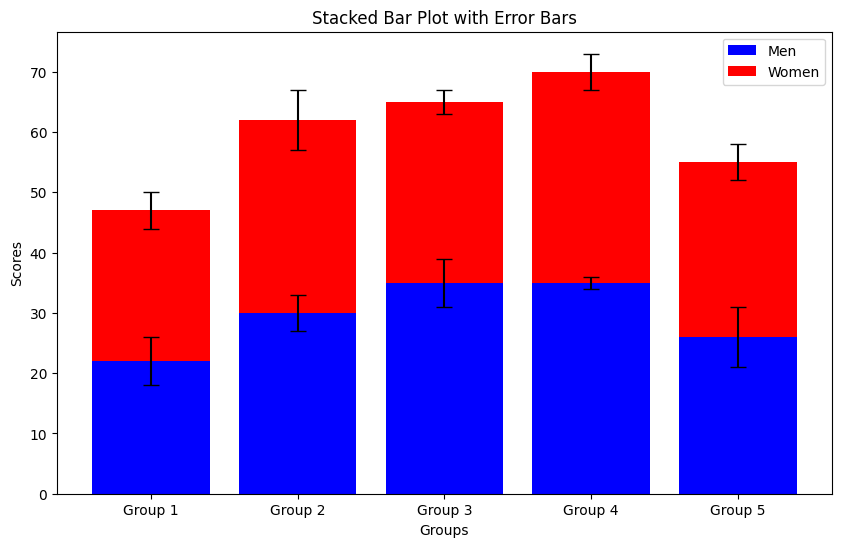 Stacked Bar Plot with Error Bars
Men
Women
Scores
70
60
50
40
30
20
10
0
Group 1
Group 2
Group 3
Group 4
Group 5
Groups